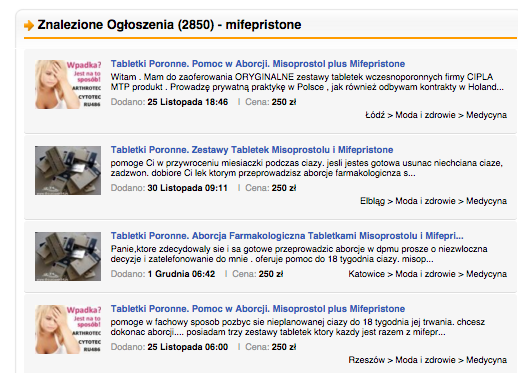 Znalezione Ogłoszenia (2850) - mifepristone
Wpadka?
Jest na to
sposób!
ARTHROTEC
CYTOTEC
RU486
Tabletki Poronne. Pomoc w Aborcji. Misoprostol plus Mifepristone
Witam . Mam do zaoferowania ORYGINALNE zestawy tabletek wczesnoporonnych firmy CIPLA
MTP produkt . Prowadzę prywatną praktykę w Polsce , jak również odbywam kontrakty w Holand...
Dodano: 25 Listopada 18:46 I Cena: 250 zł
Łódź > Moda i zdrowie > Medycyna
Tabletki Poronne. Zestawy Tabletek Misoprostolu i Mifepristone
pomoge Ci w przywroceniu miesiaczki podczas ciazy. jesli jestes gotowa usunac niechciana ciaze,
zadzwon. dobiore Ci lek ktorym przeprowadzisz aborcje farmakologicznza s...
Dodano: 30 Listopada 09:11 I Cena: 250 zł
Elbląg > Moda i zdrowie > Medycyna
Tabletki Poronne. Aborcja Farmakologiczna Tabletkami Misoprostolu i Mifepri...
Panie,ktore zdecydowaly sie i sa gotowe przeprowadzic aborcje w dpmu prosze o niezwloczna
decyzje i zatelefonowanie do mnie . oferuje pomoc do 18 tygodnia ciazy. misop...
Dodano: 1 Grudnia 06:42 I Cena: 250 zł
Katowice > Moda i zdrowie > Medycyna
Wpadka?
Jest na to
sposób!
ARTHROTEC
CYTOTEC
RU486
Tabletki Poronne. Pomoc w Aborcji. Misoprostol plus Mifepristone
pomoge w fachowy sposob pozbyc sie nieplanowanej ciazy do 18 tygodnia jej trwania. chcesz
dokonac aborcji.... posiadam trzy zestawy tabletek ktory kazdy jest razem z mifepr...
Dodano: 25 Listopada 06:00 I Cena: 250 zł
Rzeszów > Moda i zdrowie > Medycyna